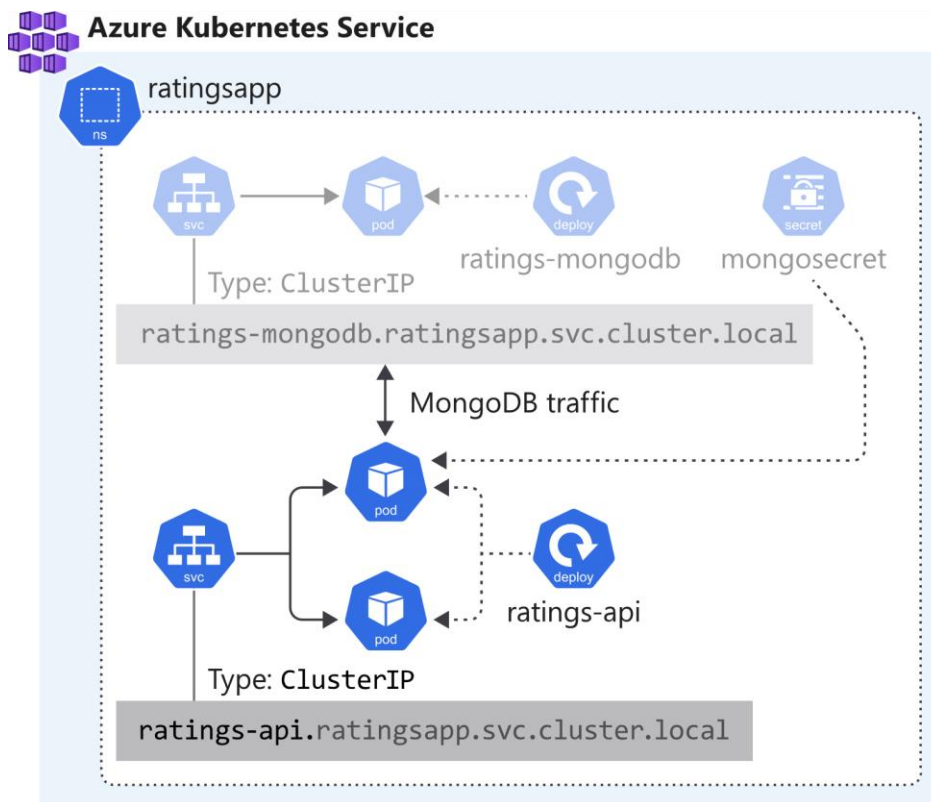 Azure Kubernetes Service
ratingsapp
ns
svc
pod
deploy
secret
ratings-mongodb
mongosecret
Type: ClusterIP
ratings-mongodb.ratingsapp.svc.cluster.local
MongoDB traffic
pod
svc
deploy
pod
ratings-api
Type: ClusterIP
ratings-api.ratingsapp.svc.cluster.local